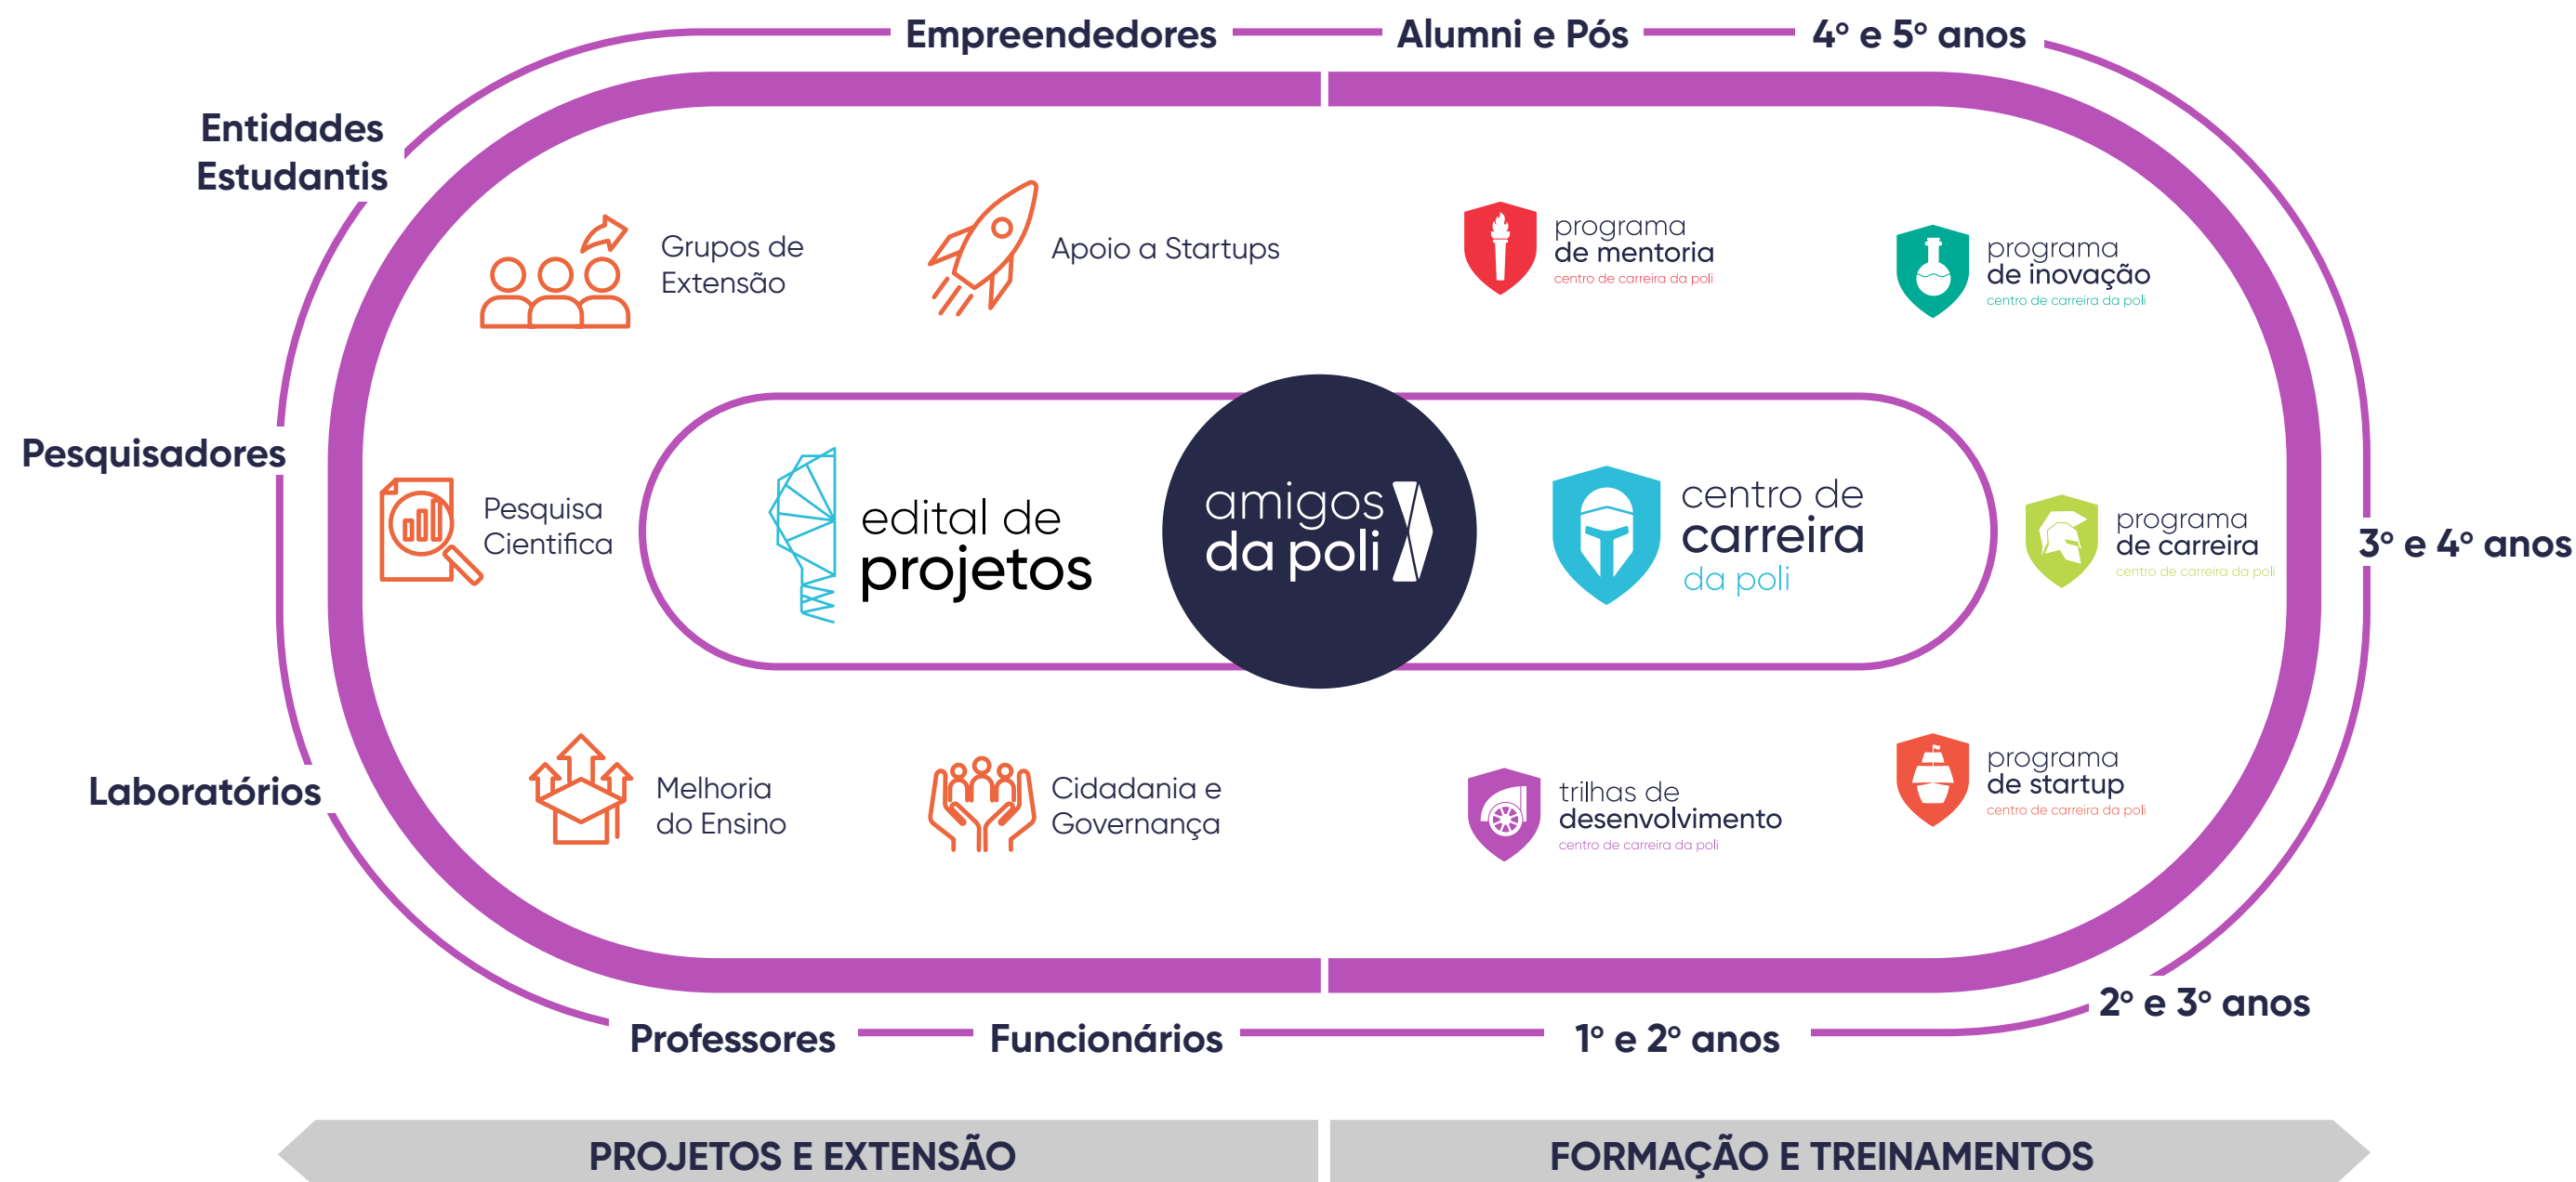 Empreendedores
Alumni e Pós
4º e 5º anos
Entidades
Estudantis
Grupos de
Extensão
Apoio a Startups
programa
de mentoria
centro de carreira da poli
programa
de inovação
centro de carreira da poli
Pesquisadores
Pesquisa
Cientifica
edital de
projetos
amigos
da poli
centro de
carreira
da poli
programa
de carreira
centro de carreira da poli
3º e 4º anos
Laboratórios
Melhoria
do Ensino
Cidadania e
Governança
trilhas de
desenvolvimento
centro de carreira da poli
programa
de startup
centro de carreira da poli
2º e 3º anos
Professores
Funcionários
1º e 2º anos
PROJETOS E EXTENSÃO
FORMAÇÃO E TREINAMENTOS